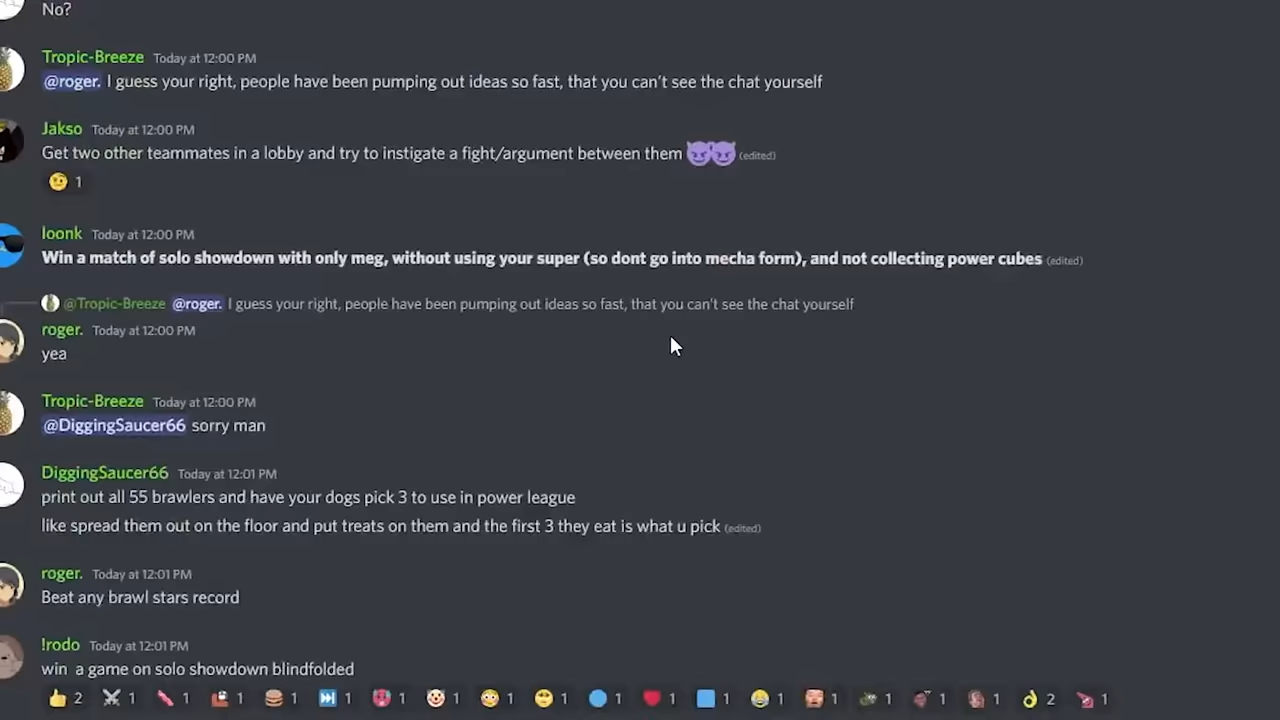 No?
Tropic-Breeze Today at 12:00 PM
@roger. I guess your right, people have been pumping out ideas so fast, that you can't see the chat yourself
Jakso Today at 12:00 PM
Get two other teammates in a lobby and try to instigate a fight/argument between them (edited)
1
loonk Today at 12:00 PM
Win a match of solo showdown with only meg, without using your super (so dont go into mecha form), and not collecting power cubes (edited)
@Tropic-Breeze @roger. I guess your right, people have been pumping out ideas so fast, that you can't see the chat yourself
roger. Today at 12:00 PM
yea
Tropic-Breeze Today at 12:00 PM
@DiggingSaucer66 sorry man
DiggingSaucer66 Today at 12:01 PM
print out all 55 brawlers and have your dogs pick 3 to use in power league
like spread them out on the floor and put treats on them and the first 3 they eat is what u pick (edited)
roger. Today at 12:01 PM
Beat any brawl stars record
!rodo Today at 12:01 PM
win a game on solo showdown blindfolded
2 1 1 1 1 1 1 1 1 1 1 1 1 1 1 1 1 1 2 1